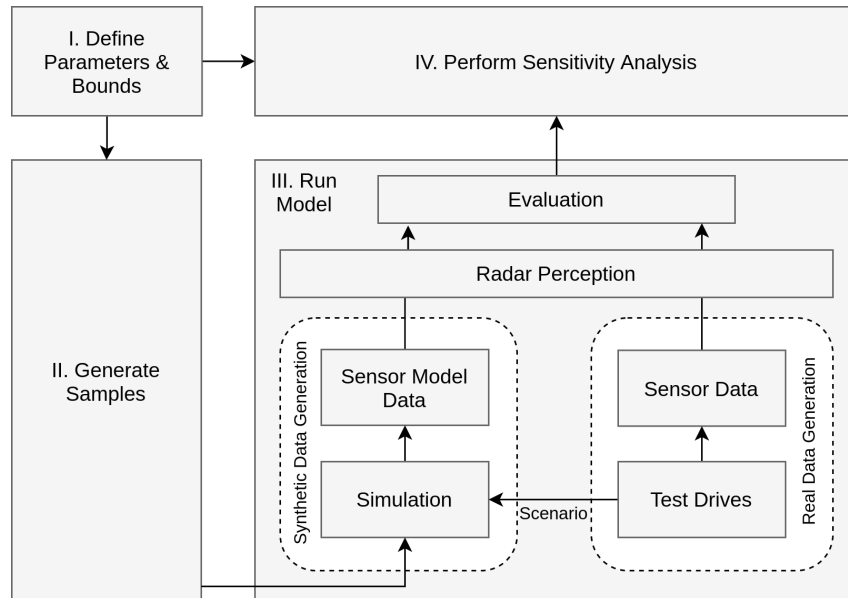 I. Define
Parameters &
Bounds
IV. Perform Sensitivity Analysis
II. Generate
Samples
III. Run
Model
Evaluation
Radar Perception
Synthetic Data Generation
Sensor Model
Data
Simulation
Scenario
Sensor Data
Test Drives
Real Data Generation